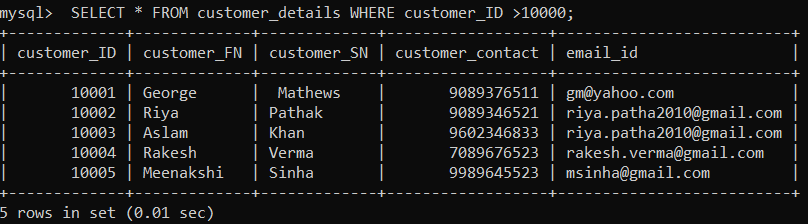 mysql>  SELECT * FROM customer_details WHERE customer_ID >10000;
+-------------+-------------+-------------+------------------+--------------------------+
| customer_ID | customer_FN | customer_SN | customer_contact | email_id                 |
+-------------+-------------+-------------+------------------+--------------------------+
|       10001 | George      |  Mathews    |       9089376511 | gm@yahoo.com             |
|       10002 | Riya        | Pathak      |       9089346521 | riya.patha2010@gmail.com |
|       10003 | Aslam       | Khan        |       9602346833 | riya.patha2010@gmail.com |
|       10004 | Rakesh      | Verma       |       7089676523 | rakesh.verma@gmail.com   |
|       10005 | Meenakshi   | Sinha       |       9989645523 | msinha@gmail.com         |
+-------------+-------------+-------------+------------------+--------------------------+
5 rows in set (0.01 sec)